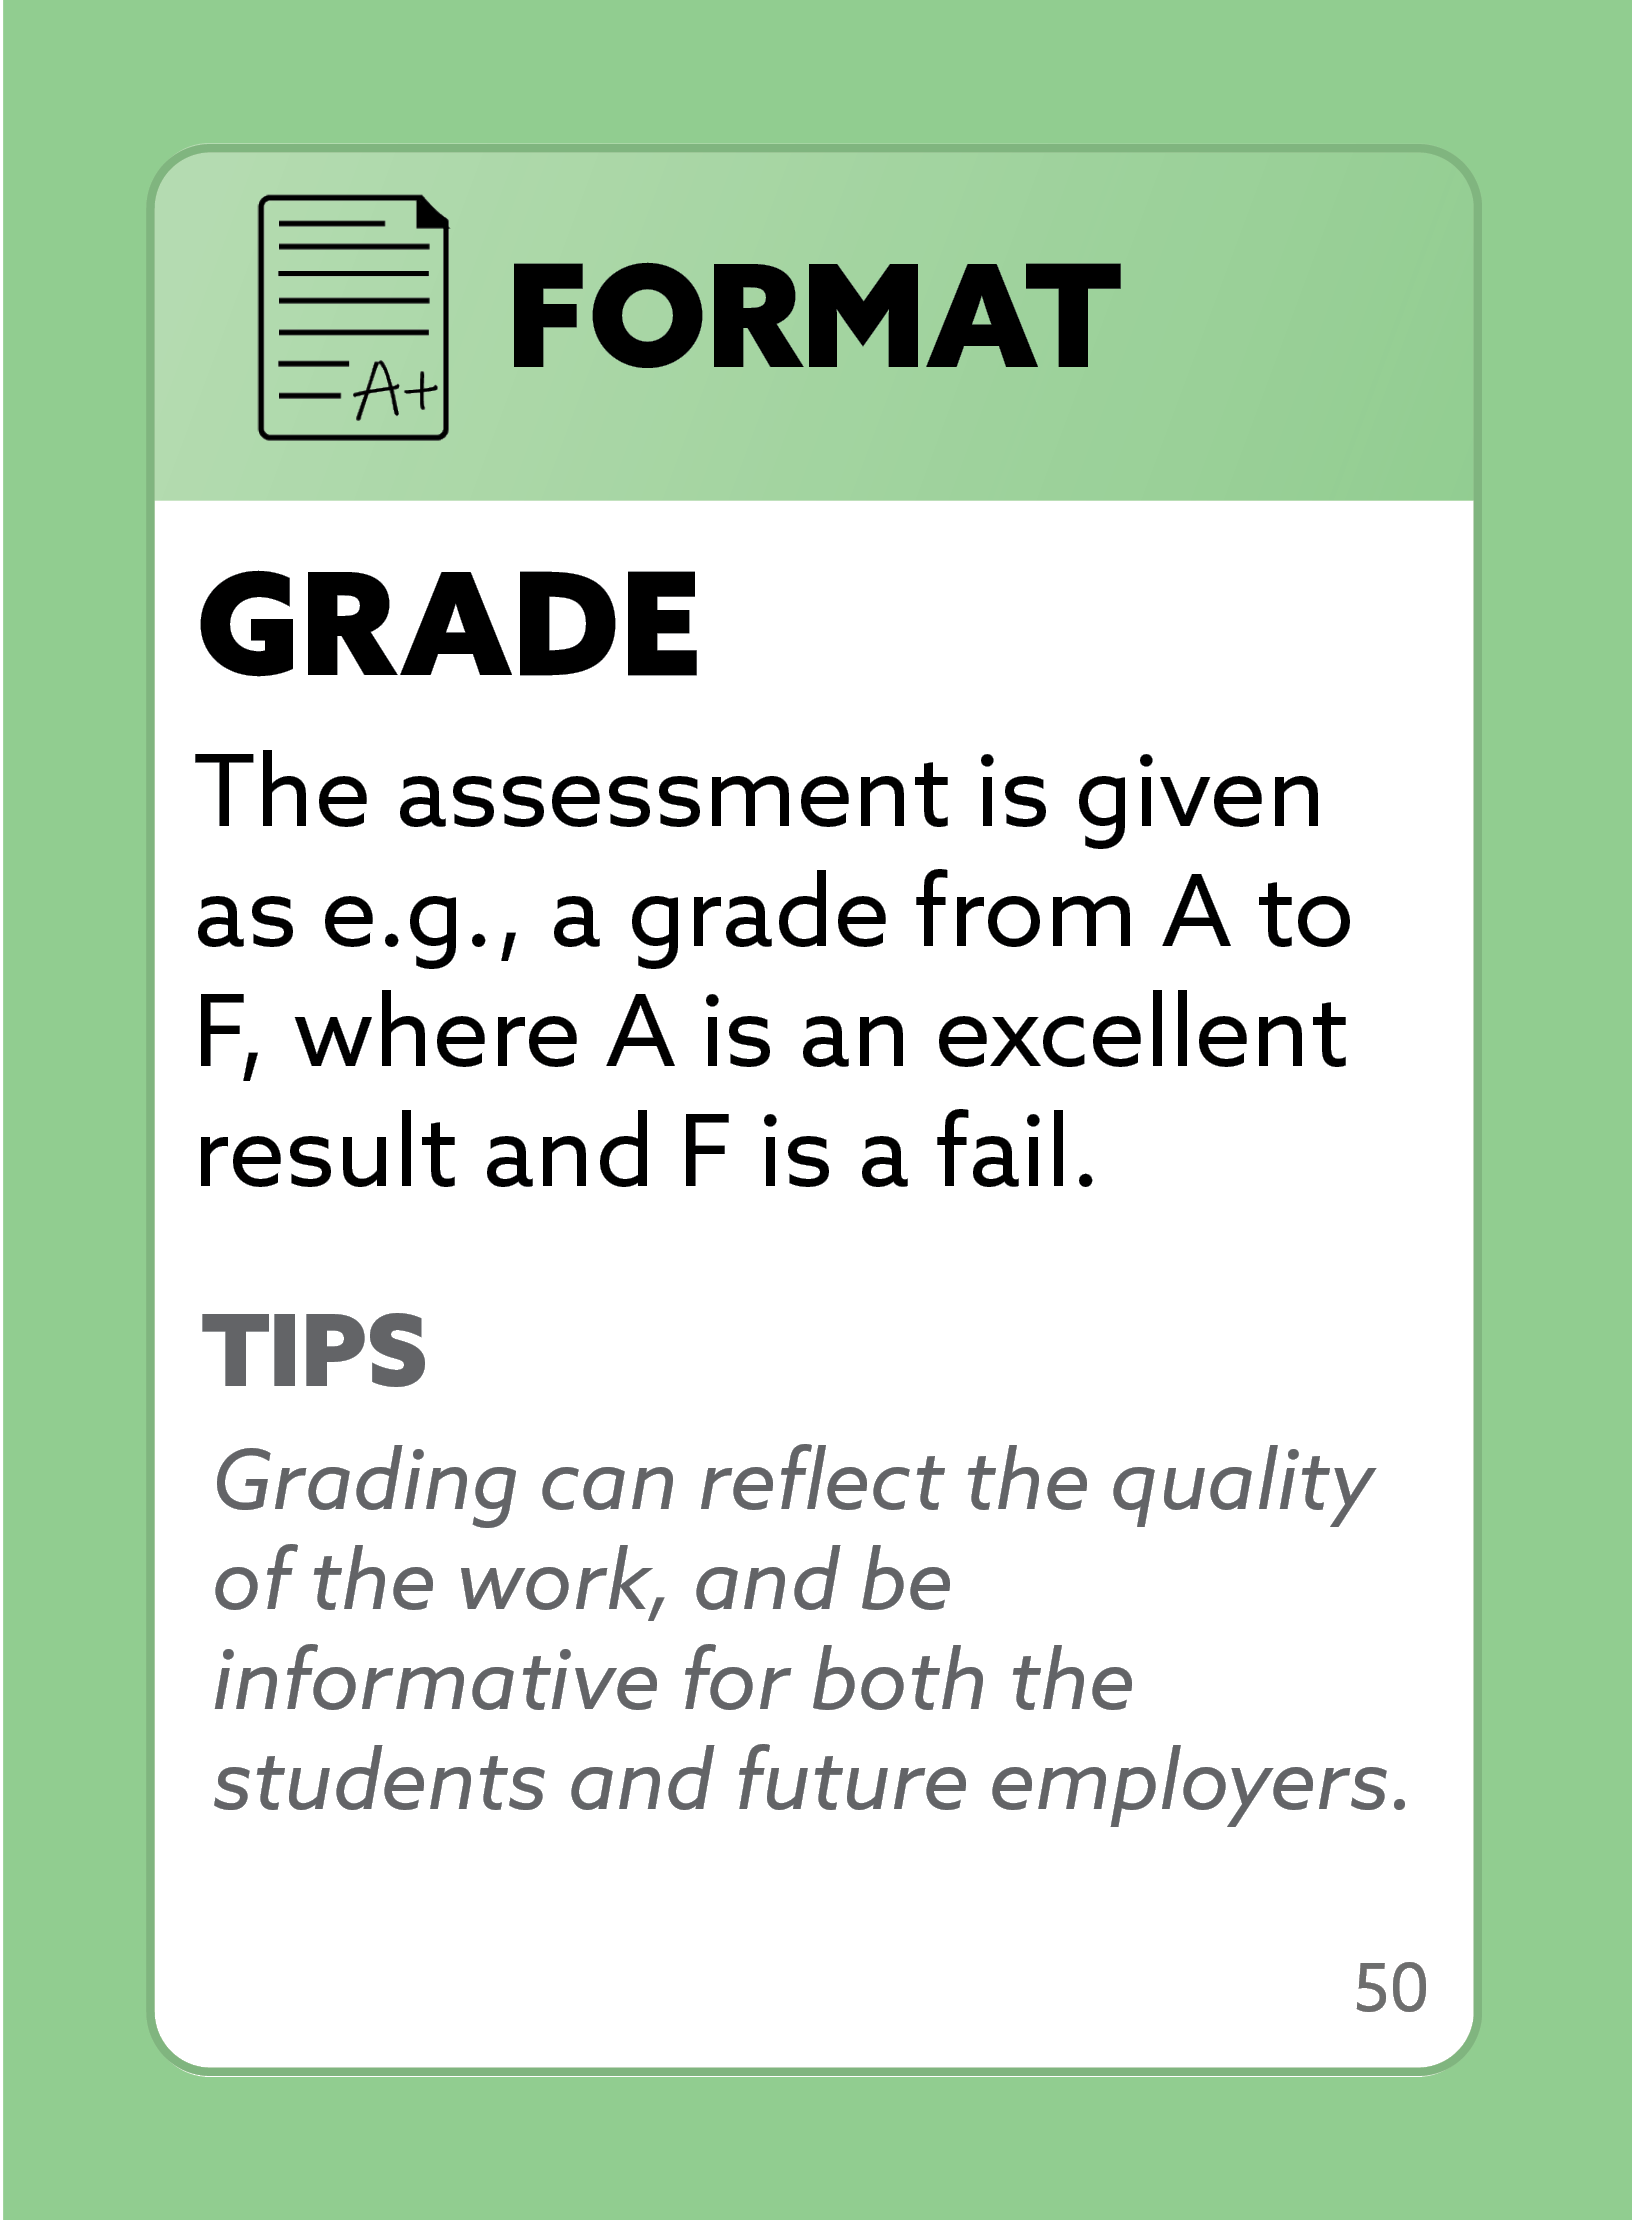 A+
FORMAT
GRADE
The assessment is given
as e.g., a grade from A to
F, where A is an excellent
result and F is a fail.
TIPS
Grading can reflect the quality
of the work, and be
informative for both the
students and future employers.
50